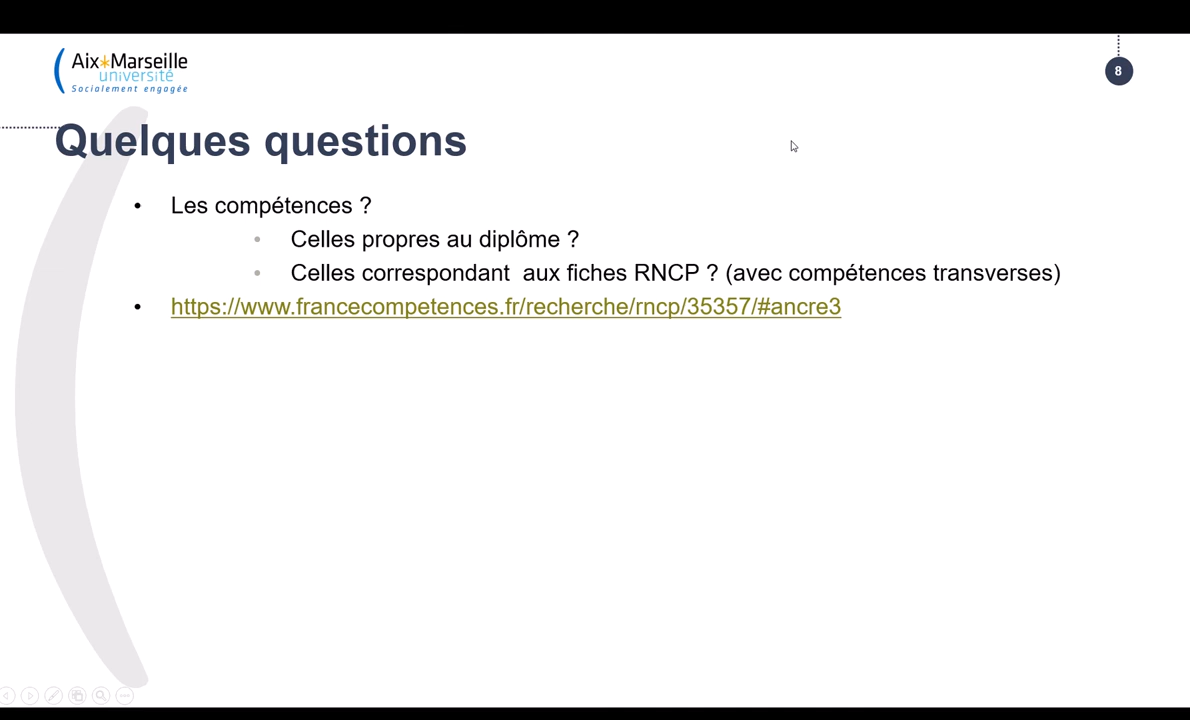 Aix*Marseille
université
Socialement engagée
8
Quelques questions
• Les compétences ?
• Celles propres au diplôme ?
• Celles correspondant  aux fiches RNCP ? (avec compétences transverses)
• https://www.francecompetences.fr/recherche/rncp/35357/#ancre3